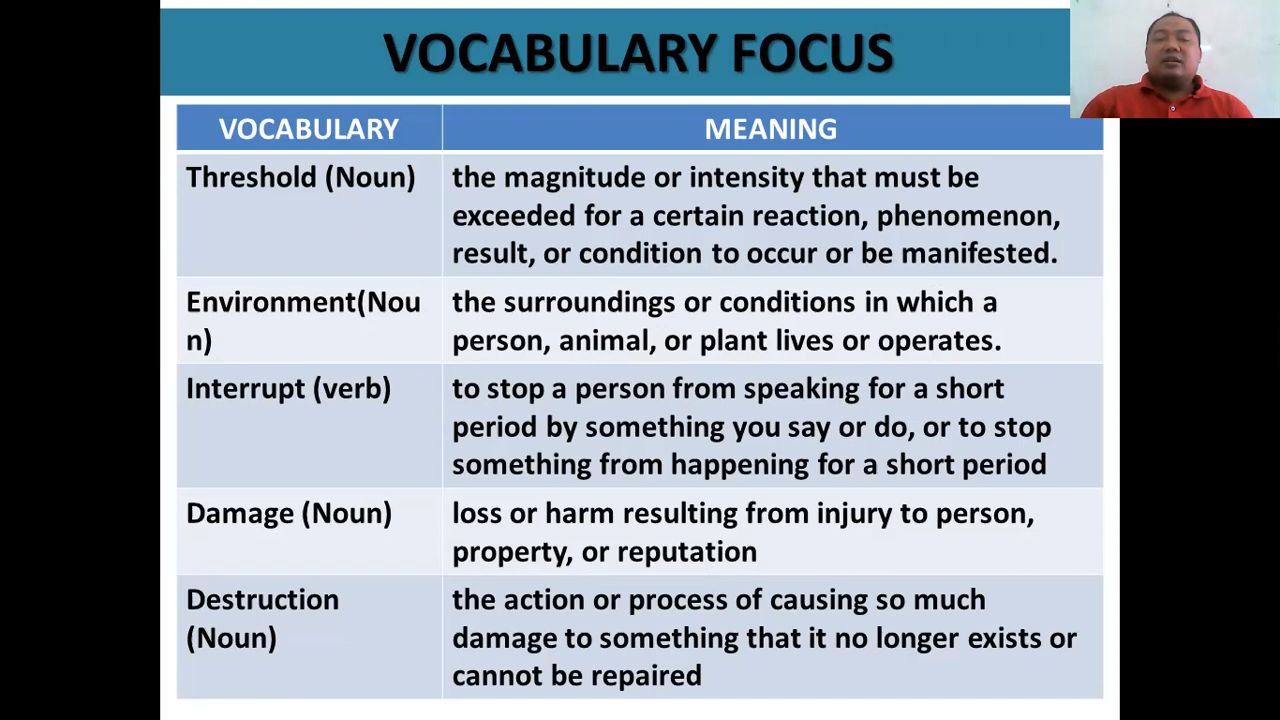 VOCABULARY FOCUS
VOCABULARY
MEANING
Threshold (Noun)
the magnitude or intensity that must be
exceeded for a certain reaction, phenomenon,
result, or condition to occur or be manifested.
Environment(Nou
n)
the surroundings or conditions in which a
person, animal, or plant lives or operates.
Interrupt (verb)
to stop a person from speaking for a short
period by something you say or do, or to stop
something from happening for a short period
Damage (Noun)
loss or harm resulting from injury to person,
property, or reputation
Destruction
(Noun)
the action or process of causing so much
damage to something that it no longer exists or
cannot be repaired